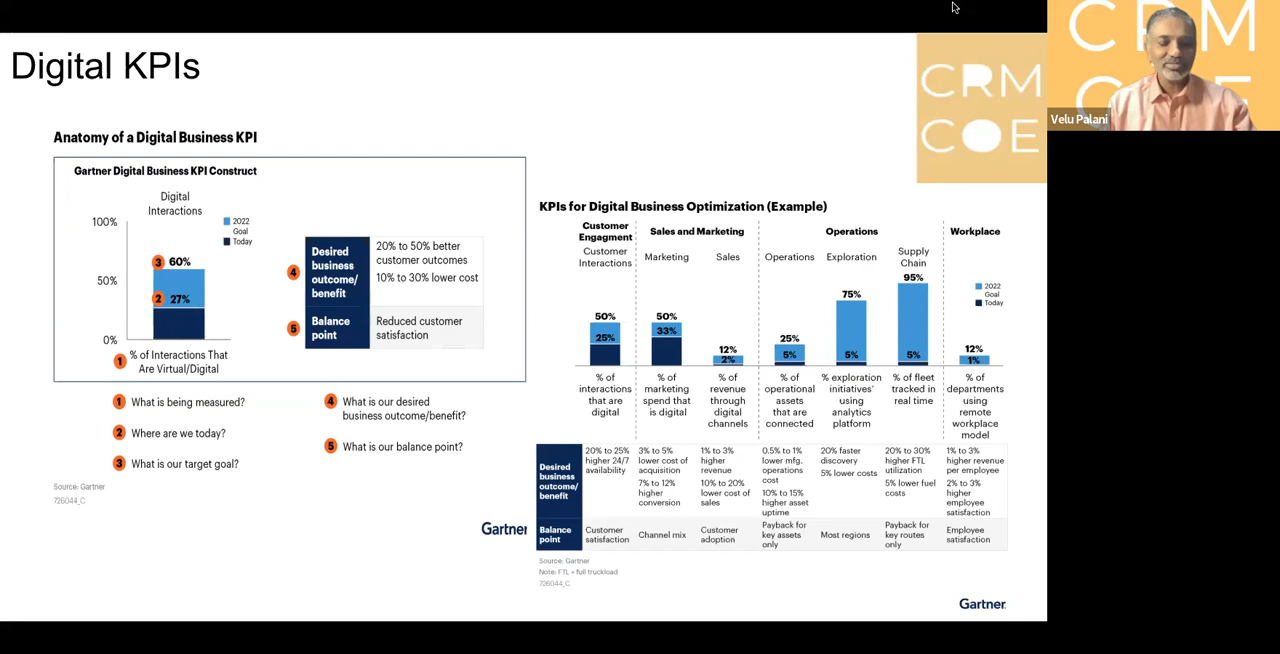 Digital KPIs
CRM
COE
CRM
C E
Velu Palani
Anatomy of a Digital Business KPI
Gartner Digital Business KPI Construct
Digital
Interactions
100%
50%
0%
2022
Goal
Today
3 60%
2 27%
1 % of Interactions That
Are Virtual/Digital
4
Desired
business
outcome/
benefit
20% to 50% better
customer outcomes
10% to 30% lower cost
5
Balance
point
Reduced customer
satisfaction
1 What is being measured?
2 Where are we today?
3 What is our target goal?
4 What is our desired
business outcome/benefit?
5 What is our balance point?
Source: Gartner
726044_C
Gartner
KPIs for Digital Business Optimization (Example)
Customer
Engagment
Sales and Marketing
Operations
Workplace
Customer
Interactions
Marketing
Sales
Operations
Exploration
Supply
Chain
2022
Goal
Today
50%
25%
50%
33%
12%
2%
25%
5%
75%
5%
95%
5%
12%
1%
% of
interactions
that are
digital
% of
marketing
spend that
is digital
% of
revenue
through
digital
channels
% of
operational
assets
that are
connected
% exploration
initiatives'
using
analytics
platform
% of fleet
tracked in
real time
% of
departments
using
remote
workplace
model
Desired
business
outcome/
benefit
20% to 25%
higher 24/7
availability
3% to 5%
lower cost of
acquisition
7% to 12%
higher
conversion
1% to 3%
higher
revenue
10% to 20%
lower cost of
sales
0.5% to 1%
lower mfg.
operations
cost
10% to 15%
higher asset
uptime
20% faster
discovery
5% lower costs
20% to 30%
higher FTL
utilization
5% lower fuel
costs
1% to 3%
higher revenue
per employee
2% to 3%
higher
employee
satisfaction
Balance
point
Customer
satisfaction
Channel mix
Customer
adoption
Payback for
key assets
only
Most regions
Payback for
key routes
only
Employee
satisfaction
Source: Gartner
Note: FTL = full truckload
726044_C
Gartner